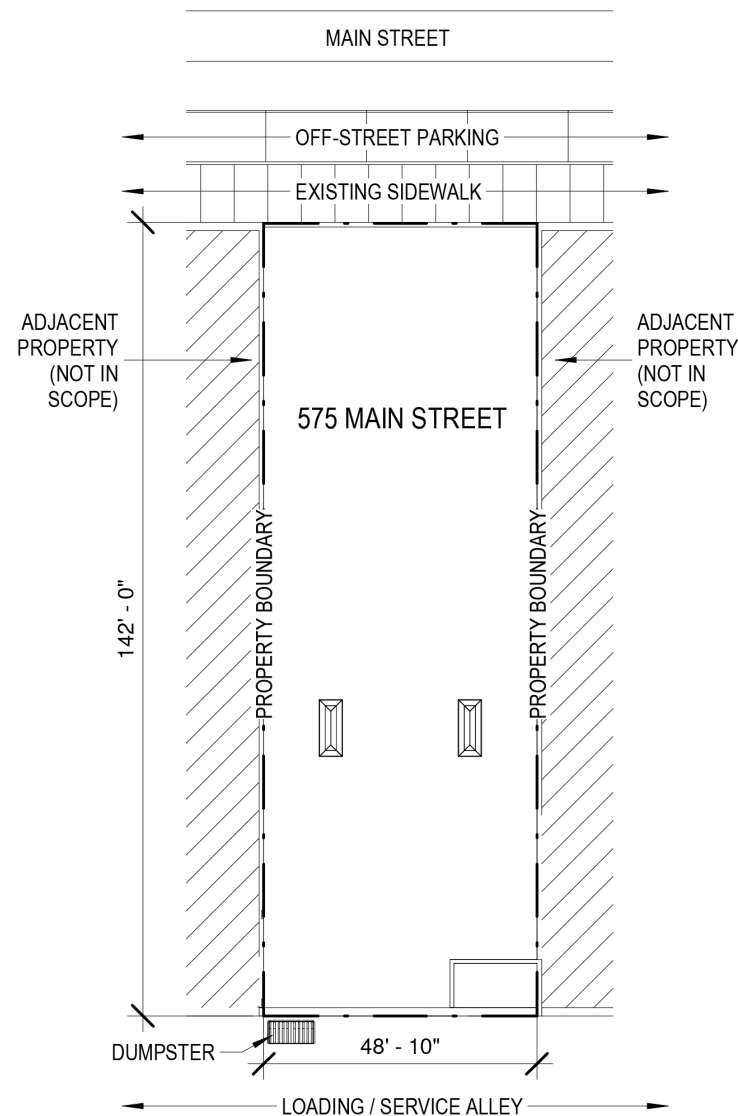 MAIN STREET
OFF-STREET PARKING
EXISTING SIDEWALK
ADJACENT
PROPERTY
(NOT IN
SCOPE)
ADJACENT
PROPERTY
(NOT IN
SCOPE)
575 MAIN STREET
PROPERTY BOUNDARY
PROPERTY BOUNDARY
142' - 0"
DUMPSTER
48' - 10"
LOADING / SERVICE ALLEY